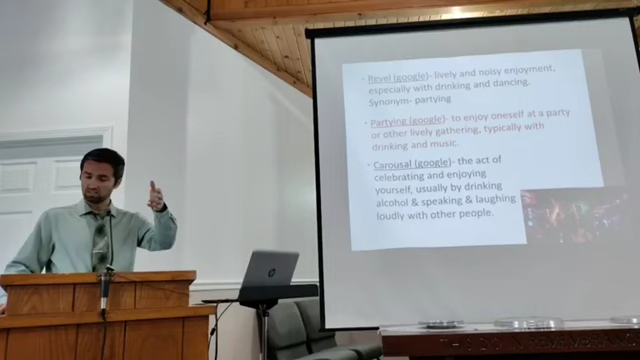 • Revel (google)- lively and noisy enjoyment,
especially with drinking and dancing.
Synonym- partying
• Partying (google)- to enjoy oneself at a party
or other lively gathering, typically with
drinking and music.
• Carousal (google)- the act of
celebrating and enjoying
yourself, usually by drinking
alcohol & speaking & laughing
loudly with other people.
hp